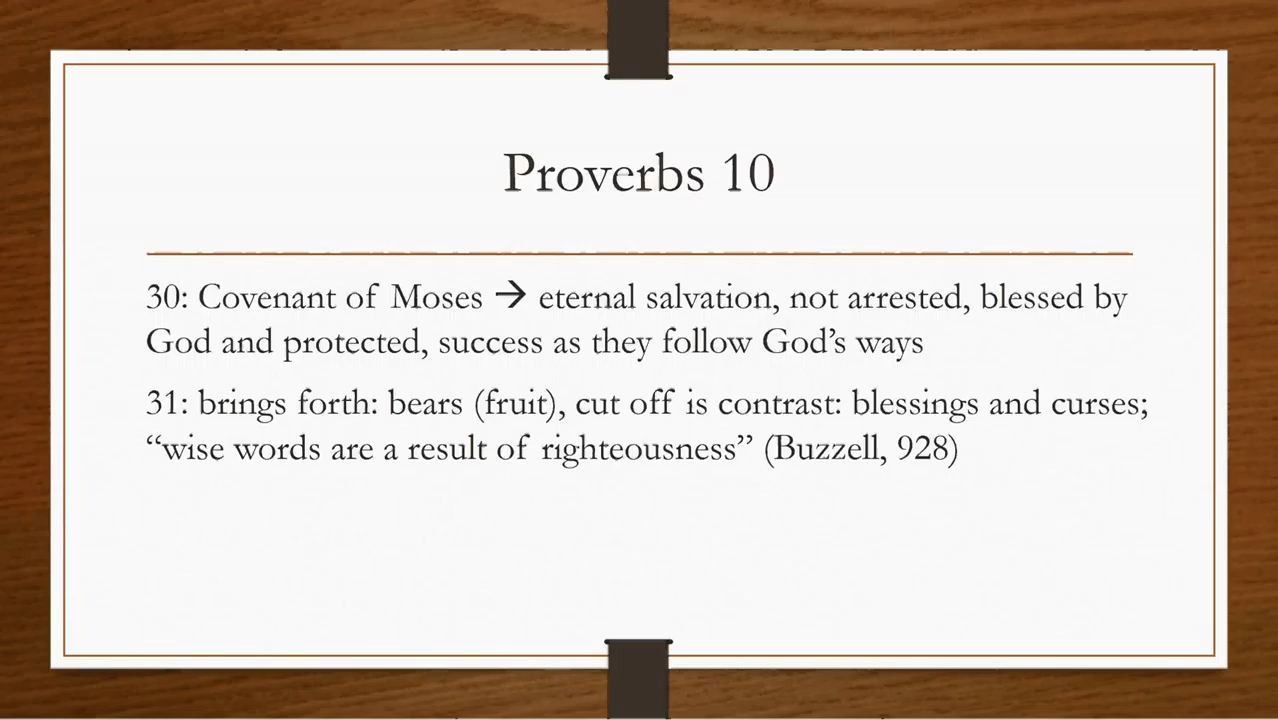 Proverbs 10
30: Covenant of Moses → eternal salvation, not arrested, blessed by
God and protected, success as they follow God’s ways
31: brings forth: bears (fruit), cut off is contrast: blessings and curses;
“wise words are a result of righteousness” (Buzzell, 928)